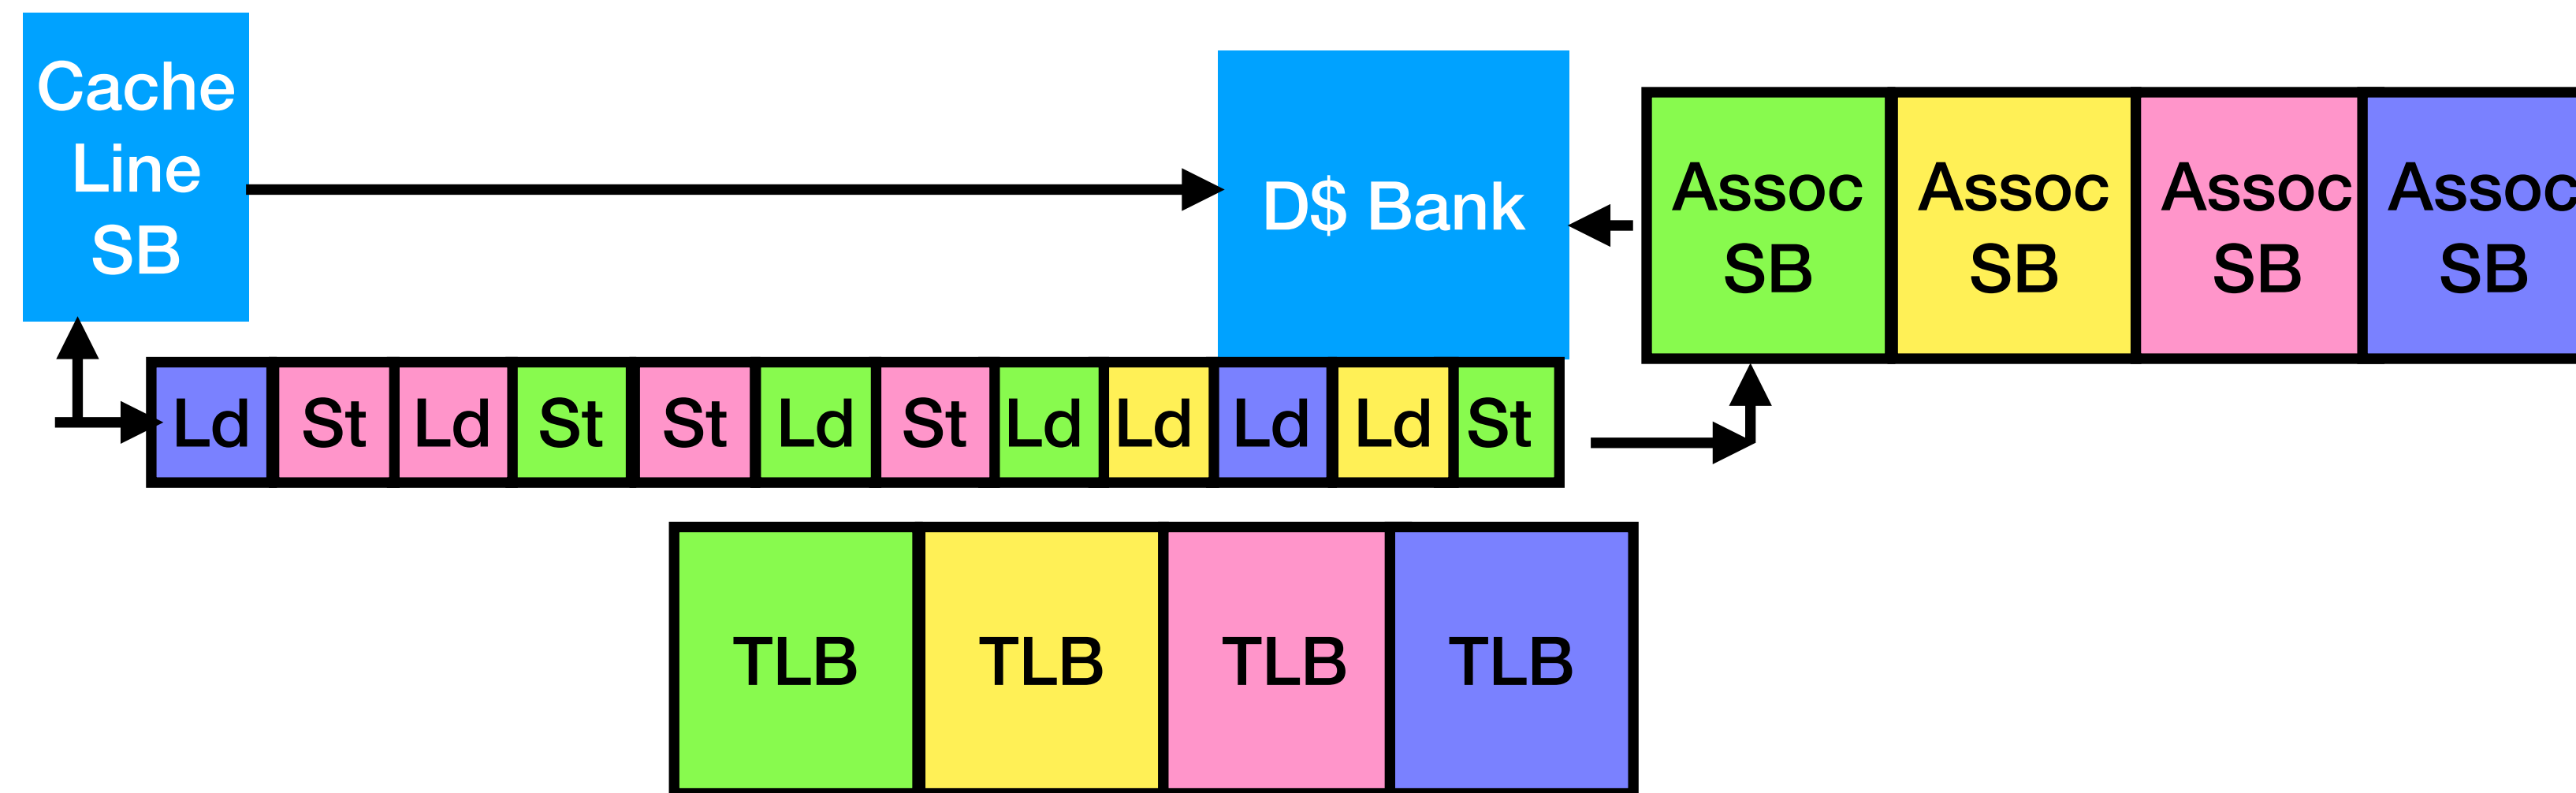 Cache
Line
SB
D$ Bank
Assoc
SB
Assoc
SB
Assoc
SB
Assoc
SB
Ld
St
Ld
St
St
Ld
St
Ld
Ld
Ld
Ld
St
TLB
TLB
TLB
TLB